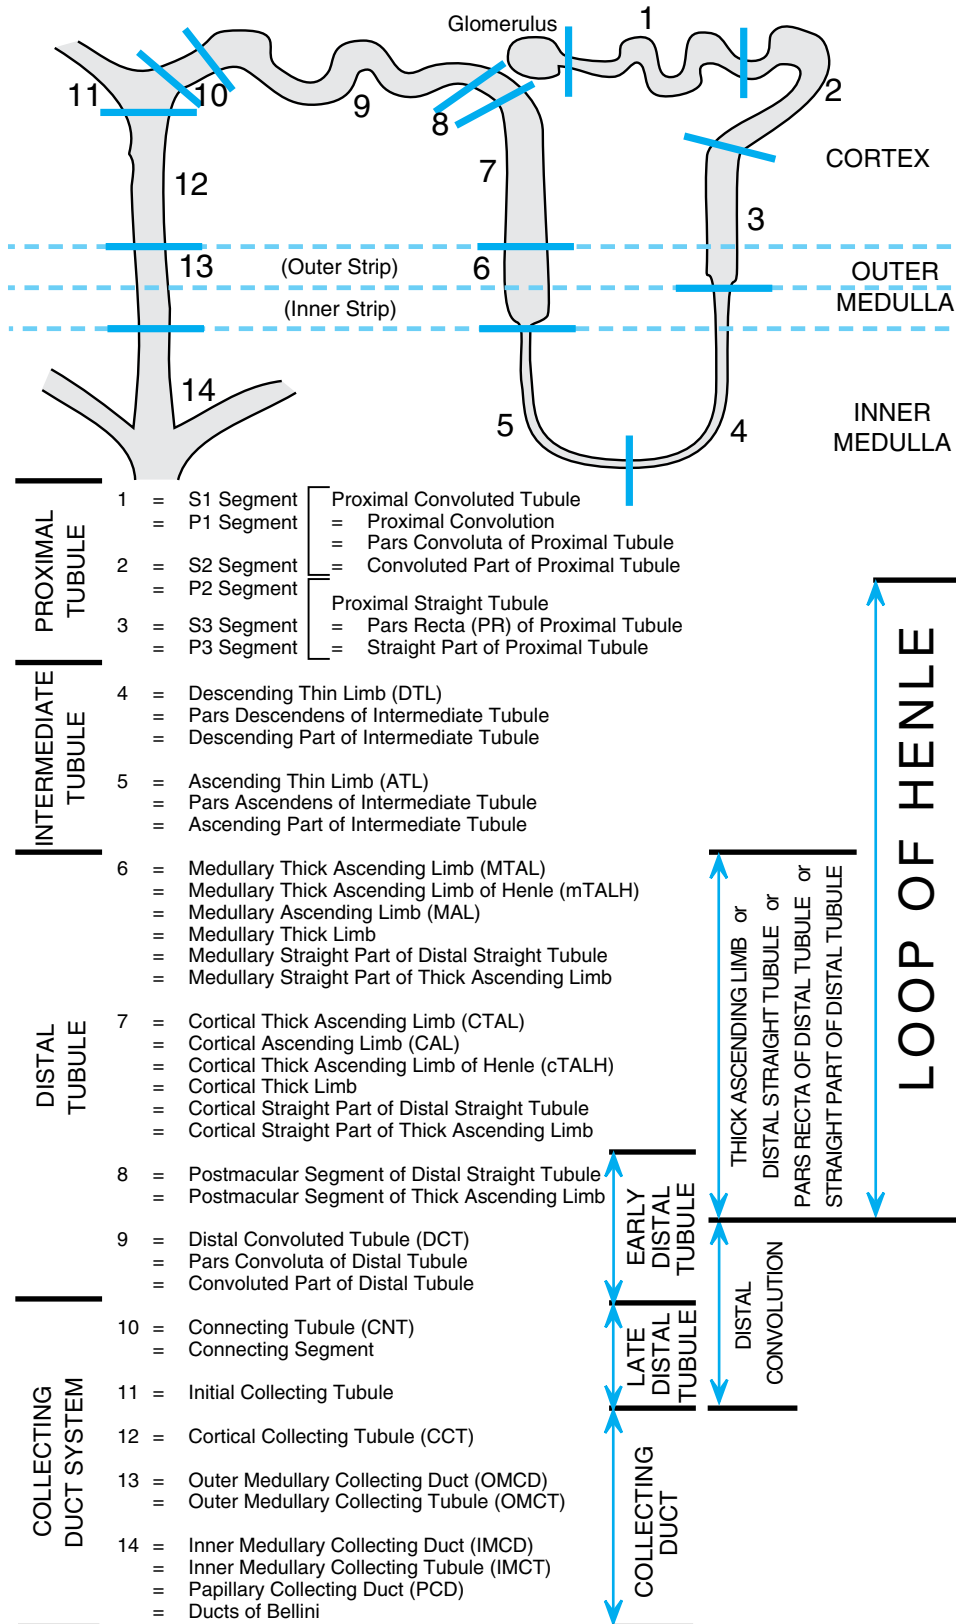 Glomerulus
1
11
10
9
8
2
7
CORTEX
12
3
13
(Outer Strip)
6
OUTER
MEDULLA
(Inner Strip)
14
5
4
INNER
MEDULLA
PROXIMAL
TUBULE
1 = S1 Segment Proximal Convoluted Tubule
= P1 Segment = Proximal Convolution
= Pars Convoluta of Proximal Tubule
2 = S2 Segment = Convoluted Part of Proximal Tubule
= P2 Segment
Proximal Straight Tubule
3 = S3 Segment = Pars Recta (PR) of Proximal Tubule
= P3 Segment = Straight Part of Proximal Tubule
INTERMEDIATE
TUBULE
4 = Descending Thin Limb (DTL)
= Pars Descendens of Intermediate Tubule
= Descending Part of Intermediate Tubule
5 = Ascending Thin Limb (ATL)
= Pars Ascendens of Intermediate Tubule
= Ascending Part of Intermediate Tubule
DISTAL
TUBULE
6 = Medullary Thick Ascending Limb (MTAL)
= Medullary Thick Ascending Limb of Henle (mTALH)
= Medullary Ascending Limb (MAL)
= Medullary Thick Limb
= Medullary Straight Part of Distal Straight Tubule
= Medullary Straight Part of Thick Ascending Limb
7 = Cortical Thick Ascending Limb (CTAL)
= Cortical Ascending Limb (CAL)
= Cortical Thick Ascending Limb of Henle (cTALH)
= Cortical Thick Limb
= Cortical Straight Part of Distal Straight Tubule
= Cortical Straight Part of Thick Ascending Limb
8 = Postmacular Segment of Distal Straight Tubule
= Postmacular Segment of Thick Ascending Limb
9 = Distal Convoluted Tubule (DCT)
= Pars Convoluta of Distal Tubule
= Convoluted Part of Distal Tubule
COLLECTING
DUCT SYSTEM
10 = Connecting Tubule (CNT)
= Connecting Segment
11 = Initial Collecting Tubule
12 = Cortical Collecting Tubule (CCT)
13 = Outer Medullary Collecting Duct (OMCD)
= Outer Medullary Collecting Tubule (OMCT)
14 = Inner Medullary Collecting Duct (IMCD)
= Inner Medullary Collecting Tubule (IMCT)
= Papillary Collecting Duct (PCD)
= Ducts of Bellini
EARLY
DISTAL
TUBULE
LATE
DISTAL
TUBULE
COLLECTING
DUCT
THICK ASCENDING LIMB or
DISTAL STRAIGHT TUBULE or
PARS RECTA OF DISTAL TUBULE or
STRAIGHT PART OF DISTAL TUBULE
DISTAL
CONVOLUTION
LOOP OF HENLE